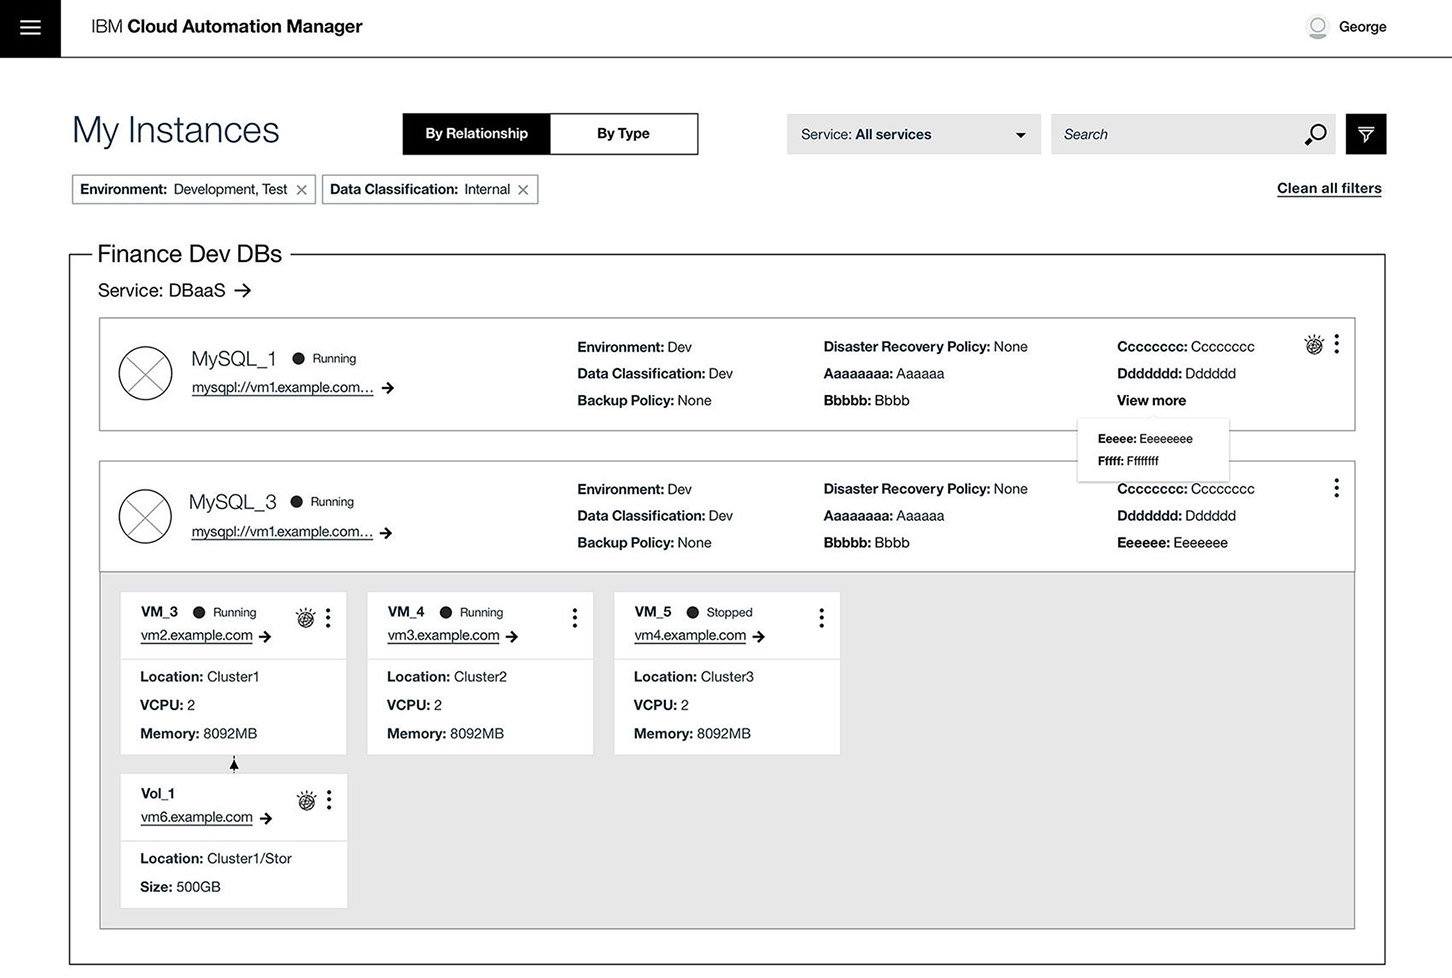 IBM Cloud Automation Manager
George
My Instances
By Relationship
By Type
Service: All services
Search
Environment: Development, Test
Data Classification: Internal
Clean all filters
Finance Dev DBs
Service: DBaaS
MySQL_1 Running
mysqpl://vm1.example.com...
Environment: Dev
Data Classification: Dev
Backup Policy: None
Disaster Recovery Policy: None
Aaaaaaaa: Aaaaaa
Bbbbb: Bbbb
Cccccccc: Cccccccc
Ddddddd: Dddddd
View more
Eeeee: Eeeeeeee
Fffff: Ffffffff
MySQL_3 Running
mysqpl://vm1.example.com...
Environment: Dev
Data Classification: Dev
Backup Policy: None
Disaster Recovery Policy: None
Aaaaaaaa: Aaaaaa
Bbbbb: Bbbb
Cccccccc: Cccccccc
Ddddddd: Dddddd
Eeeeee: Eeeeeee
VM_3 Running
vm2.example.com
Location: Cluster1
VCPU: 2
Memory: 8092MB
VM_4 Running
vm3.example.com
Location: Cluster2
VCPU: 2
Memory: 8092MB
VM_5 Stopped
vm4.example.com
Location: Cluster3
VCPU: 2
Memory: 8092MB
Vol_1
vm6.example.com
Location: Cluster1/Stor
Size: 500GB